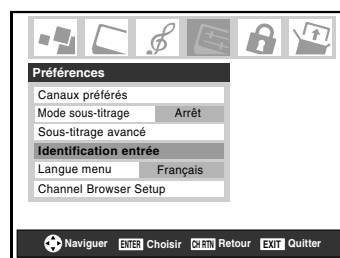 Préférences
Canaux préférés
Mode sous-titrage Arrêt
Sous-titrage avancé
Identification entrée
Langue menu Français
Channel Browser Setup
Naviguer ENTER Choisir CH RTN Retour EXIT Quitter